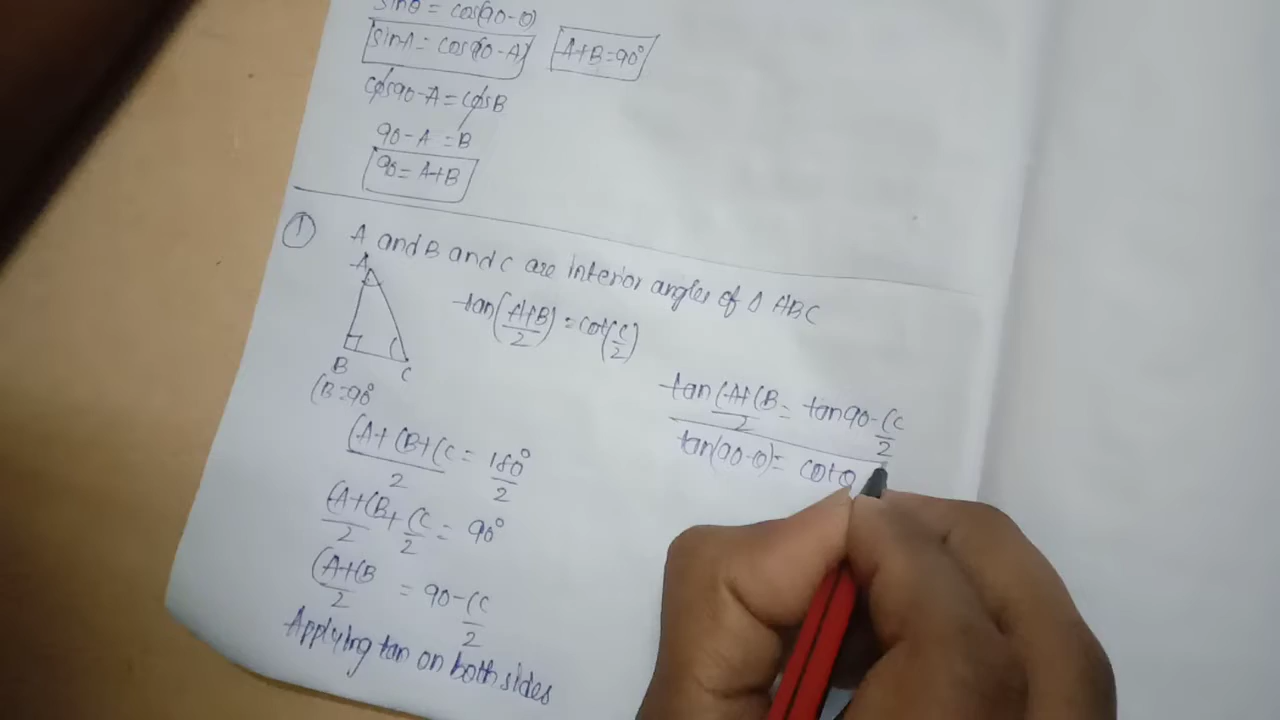 sinθ = cos(90-θ)
sinA = cos(90-A) A+B=90°
cos90-A = cosB
90-A = B
90 = A+B
① A and B and C are interior angles of Δ ABC
A
B
C
tan(A+B/2) = cot(C/2)
(B=90°
(A+(B+(C/2 = 180°/2
(A+(B/2 + (C/2 = 90°
(A+(B/2 = 90-(C/2
Applying tan on both sides
tan (A+(B/2 = tan90-(C/2
tan(90-θ) = cotθ